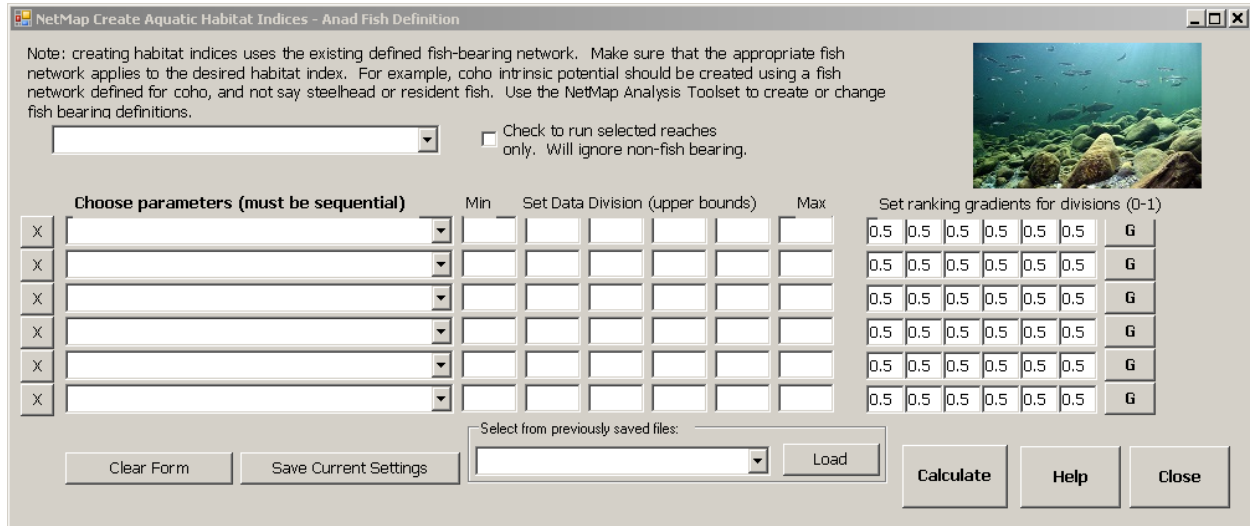 NetMap Create Aquatic Habitat Indices - Anad Fish Definition
Note: creating habitat indices uses the existing defined fish-bearing network. Make sure that the appropriate fish
network applies to the desired habitat index. For example, coho intrinsic potential should be created using a fish
network defined for coho, and not say steelhead or resident fish. Use the NetMap Analysis Toolset to create or change
fish bearing definitions.
Check to run selected reaches
only. Will ignore non-fish bearing.
Choose parameters (must be sequential) Min Set Data Division (upper bounds) Max Set ranking gradients for divisions (0-1)
X 0.5 0.5 0.5 0.5 0.5 0.5 G
X 0.5 0.5 0.5 0.5 0.5 0.5 G
X 0.5 0.5 0.5 0.5 0.5 0.5 G
X 0.5 0.5 0.5 0.5 0.5 0.5 G
X 0.5 0.5 0.5 0.5 0.5 0.5 G
X 0.5 0.5 0.5 0.5 0.5 0.5 G
Select from previously saved files:
Clear Form Save Current Settings Load Calculate Help Close